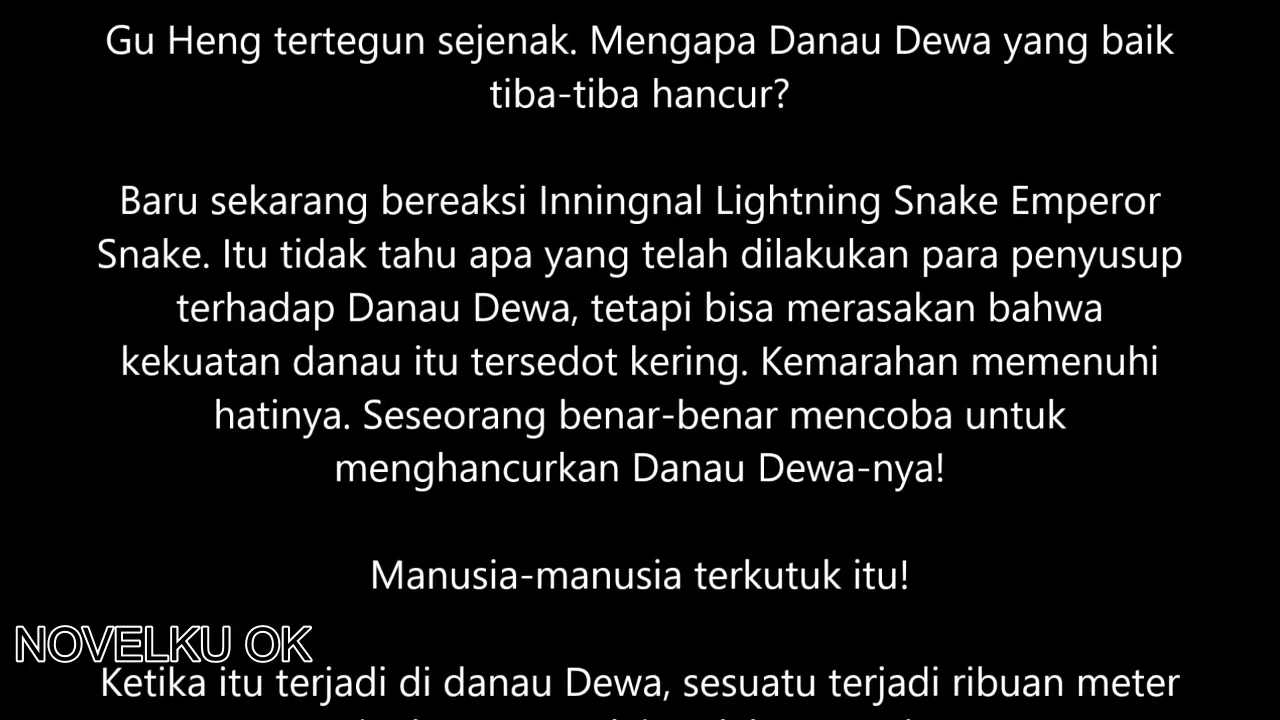 Gu Heng tertegun sejenak. Mengapa Danau Dewa yang baik
tiba-tiba hancur?
Baru sekarang bereaksi Inningnal Lightning Snake Emperor
Snake. Itu tidak tahu apa yang telah dilakukan para penyusup
terhadap Danau Dewa, tetapi bisa merasakan bahwa
kekuatan danau itu tersedot kering. Kemarahan memenuhi
hatinya. Seseorang benar-benar mencoba untuk
menghancurkan Danau Dewa-nya!
Manusia-manusia terkutuk itu!
NOVELKU OK
Ketika itu terjadi di danau Dewa, sesuatu terjadi ribuan meter